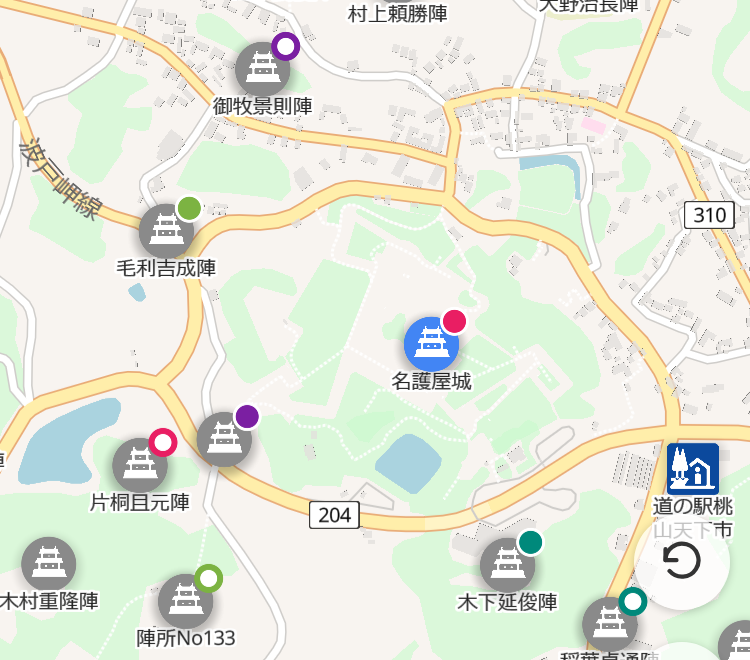 村上頼勝陣
大野治長陣
御牧景則陣
波戸岬線
310
毛利吉成陣
名護屋城
片桐且元陣
204
道の駅桃
山天下市
木村重隆陣
木下延俊陣
陣所No133